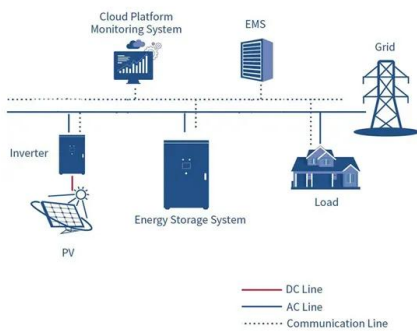 Cloud Platform
Monitoring System
EMS
Grid
Inverter
Energy Storage System
Load
PV
DC Line
AC Line
Communication Line